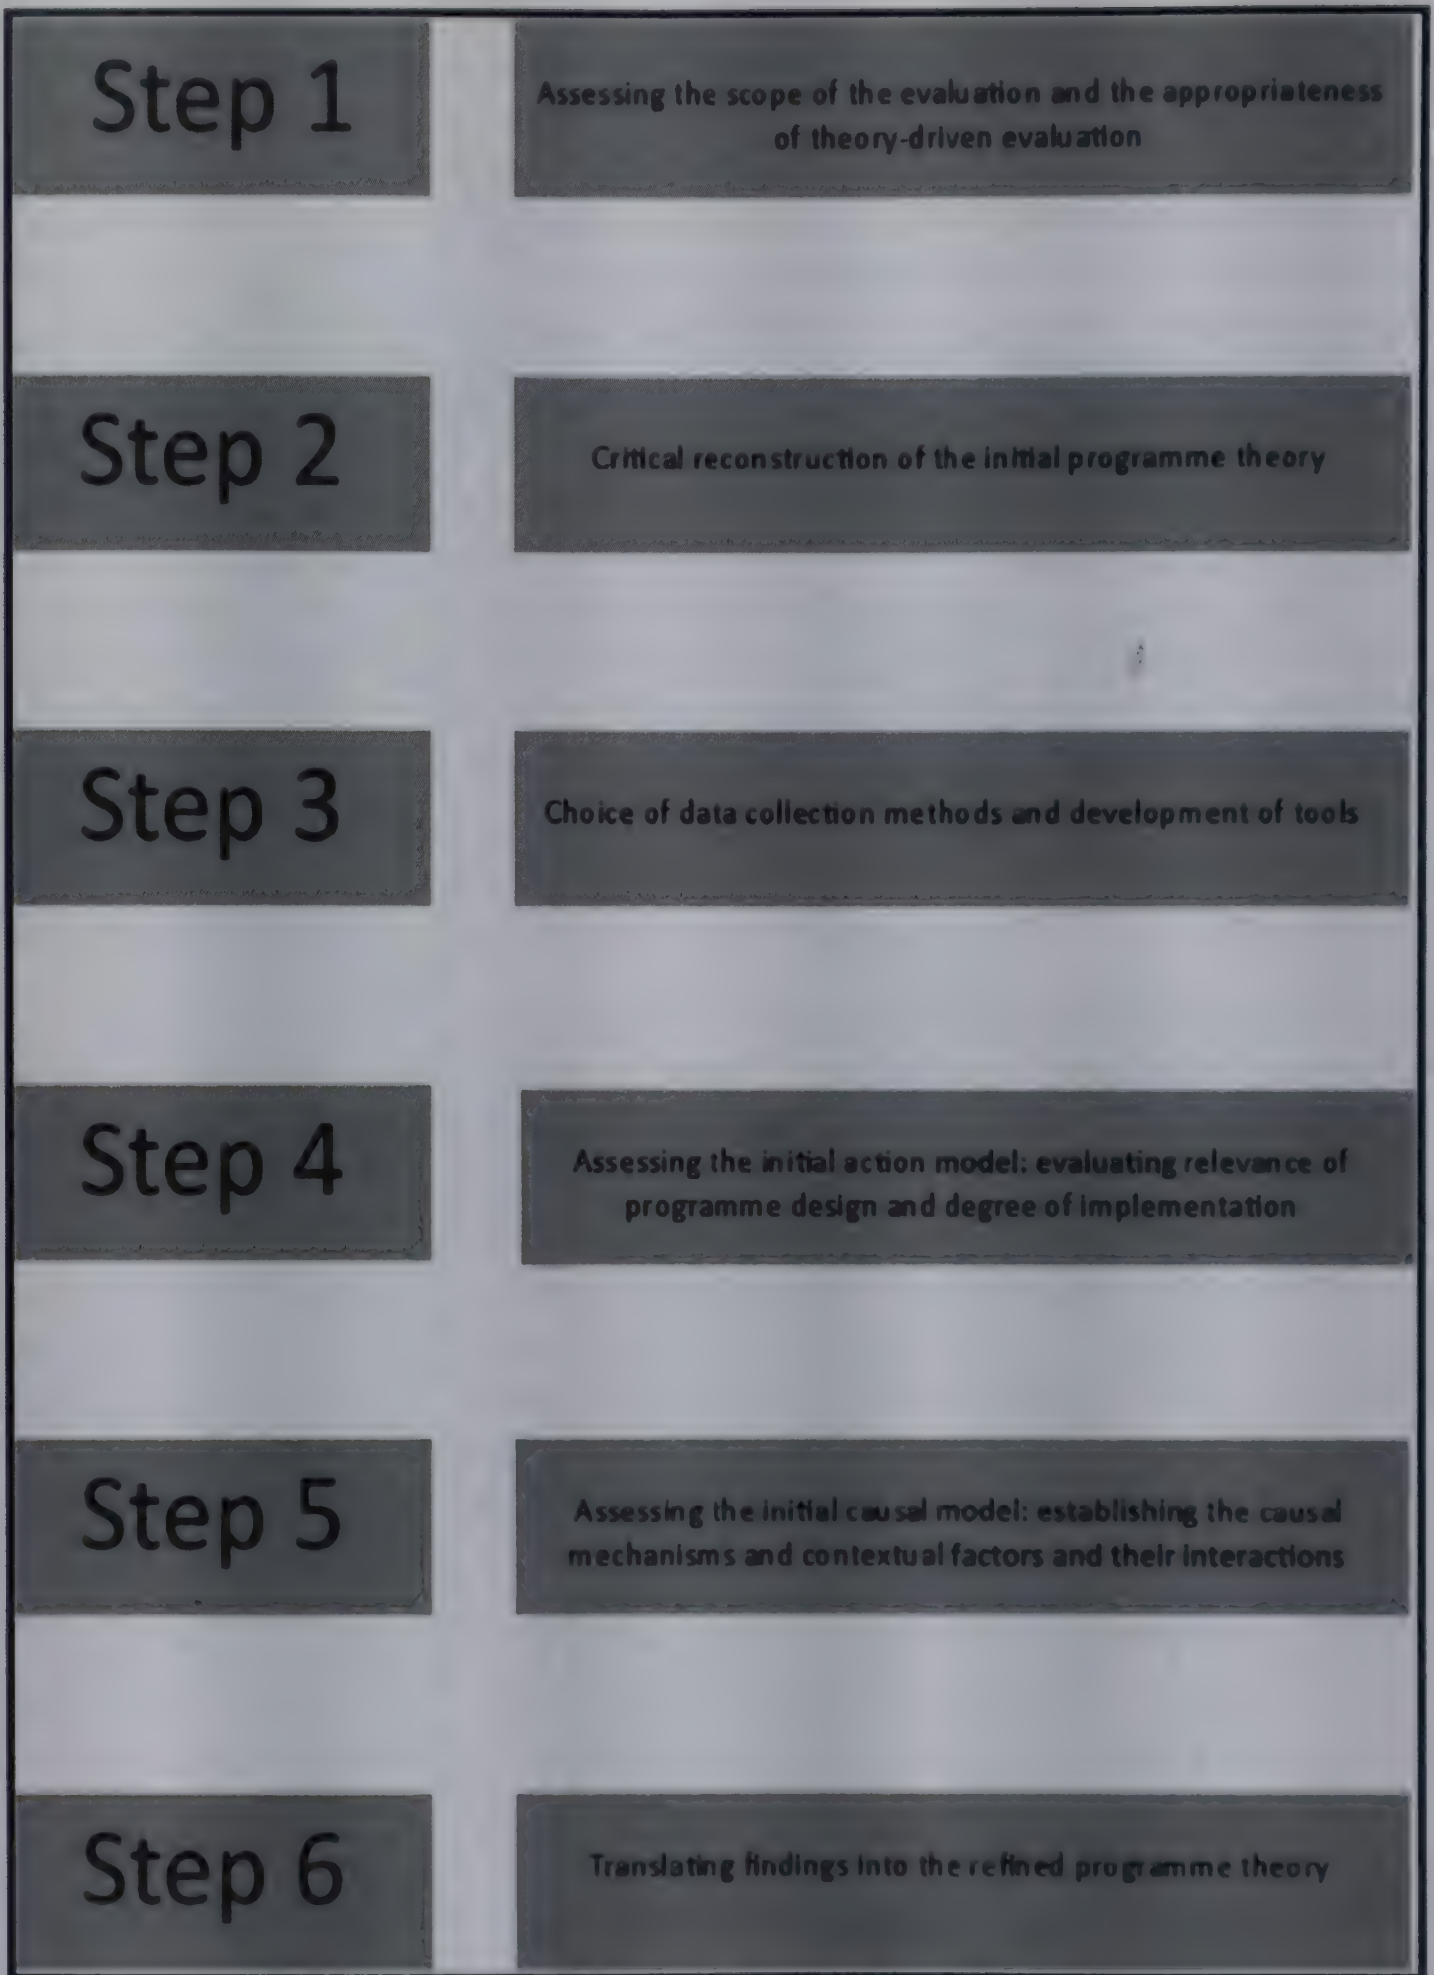 Step 1
Assessing the scope of the evaluation and the appropriateness
of theory-driven evaluation
Step 2
Critical reconstruction of the initial programme theory
Step 3
Choice of data collection methods and development of tools
Step 4
Assessing the initial action model: evaluating relevance of
programme design and degree of implementation
Step 5
Assessing the initial causal model: establishing the causal
mechanisms and contextual factors and their interactions
Step 6
Translating findings into the refined programme theory